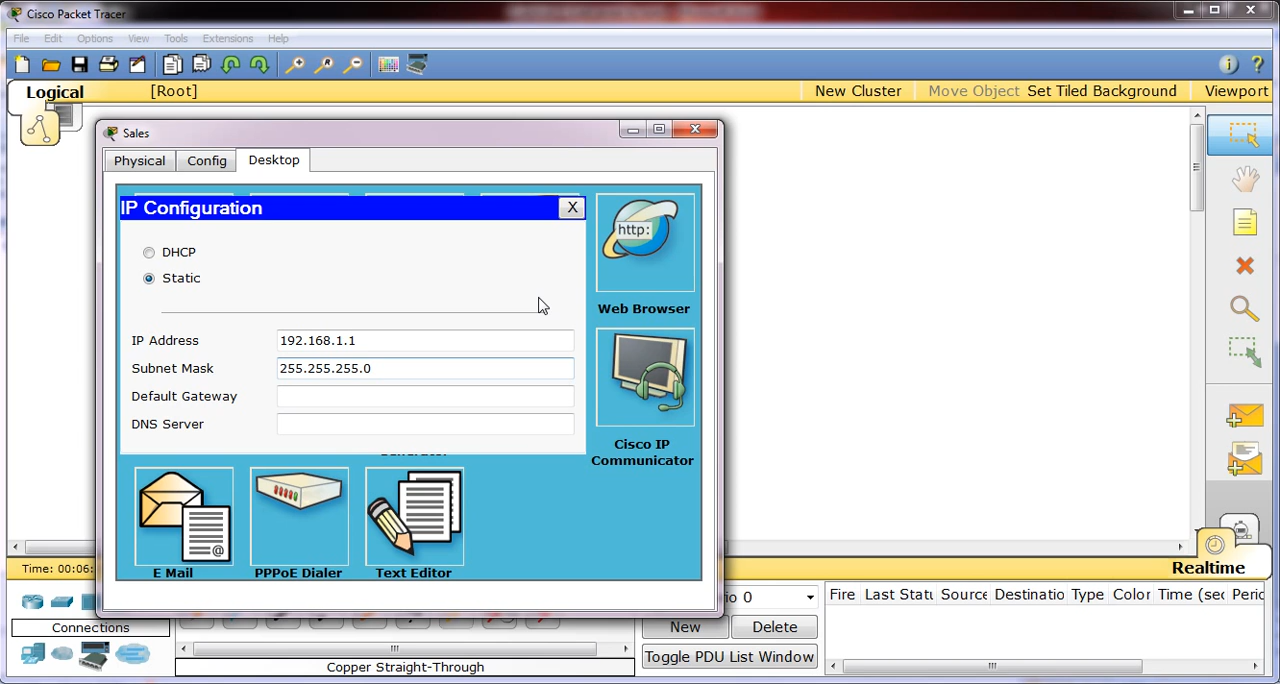 Cisco Packet Tracer
File Edit Options View Tools Extensions Help
Logical [Root] New Cluster Move Object Set Tiled Background Viewport
Sales
Physical Config Desktop
IP Configuration X
http:
DHCP
Static
Web Browser
IP Address 192.168.1.1
Subnet Mask 255.255.255.0
Default Gateway
DNS Server
Cisco IP
Communicator
@
E Mail PPPoE Dialer Text Editor
Time: 00:06:
Realtime
io 0
Fire Last Statu Source Destinatio Type Color Time (sec Peric
Connections
New Delete
Toggle PDU List Window
Copper Straight-Through